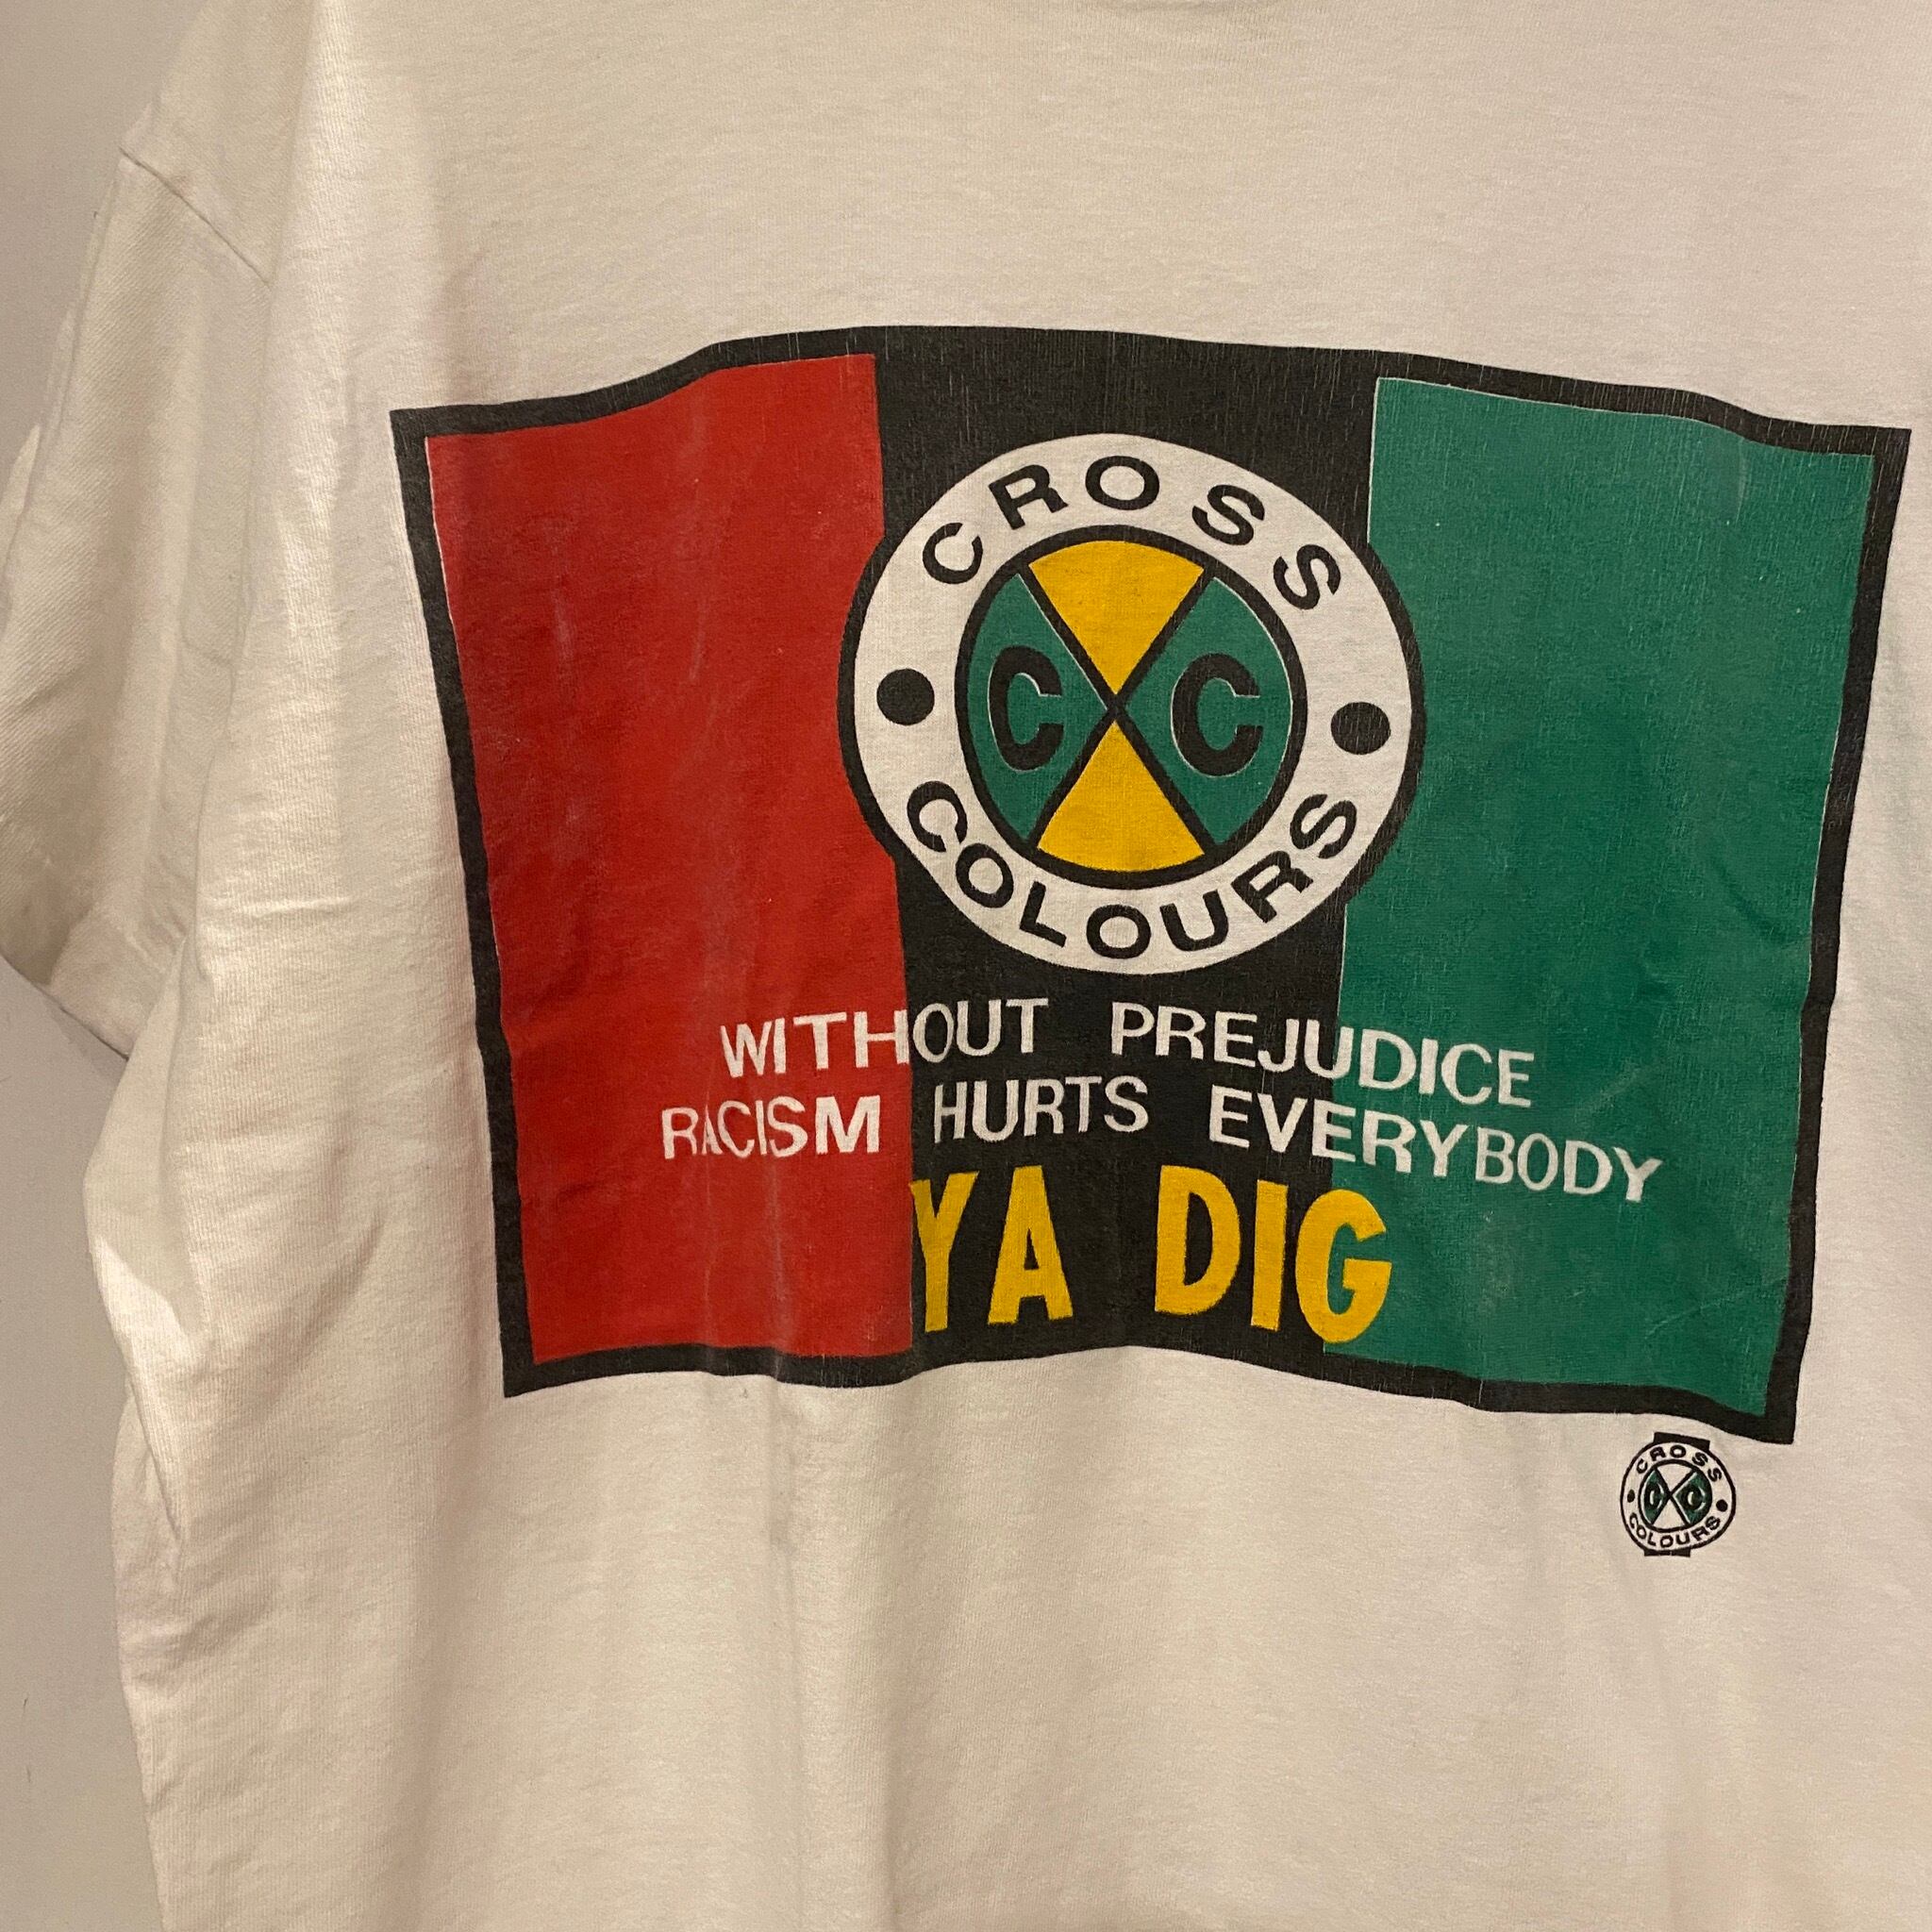 CROSS
C C
COLOURS
WITHOUT PREJUDICE
RACISM HURTS EVERYBODY
YA DIG
CROSS
C C
COLOURS